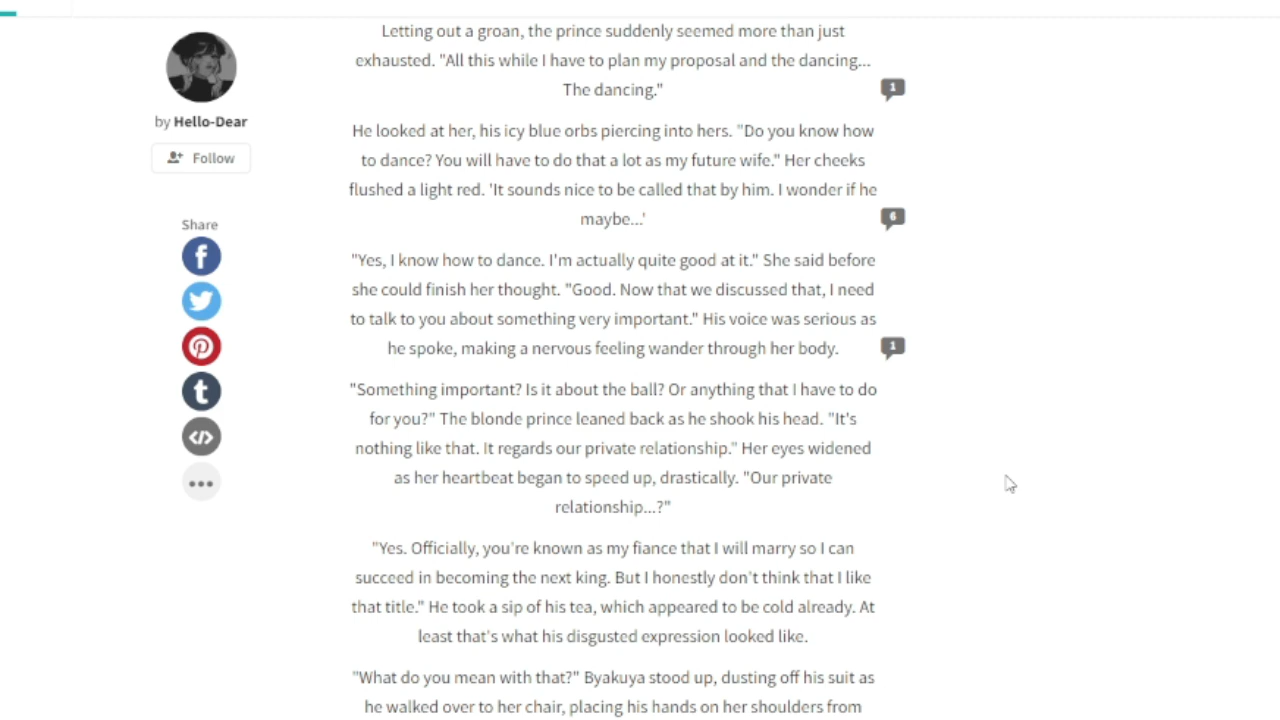 Letting out a groan, the prince suddenly seemed more than just
exhausted. "All this while I have to plan my proposal and the dancing...
The dancing."
1
by Hello-Dear
Follow
He looked at her, his icy blue orbs piercing into hers. "Do you know how
to dance? You will have to do that a lot as my future wife." Her cheeks
flushed a light red. 'It sounds nice to be called that by him. I wonder if he
maybe...'
6
Share
"Yes, I know how to dance. I'm actually quite good at it." She said before
she could finish her thought. "Good. Now that we discussed that, I need
to talk to you about something very important." His voice was serious as
he spoke, making a nervous feeling wander through her body.
1
"Something important? Is it about the ball? Or anything that I have to do
for you?" The blonde prince leaned back as he shook his head. "It's
nothing like that. It regards our private relationship." Her eyes widened
as her heartbeat began to speed up, drastically. "Our private
relationship...?"
"Yes. Officially, you're known as my fiance that I will marry so I can
succeed in becoming the next king. But I honestly don't think that I like
that title." He took a sip of his tea, which appeared to be cold already. At
least that's what his disgusted expression looked like.
"What do you mean with that?" Byakuya stood up, dusting off his suit as
he walked over to her chair, placing his hands on her shoulders from